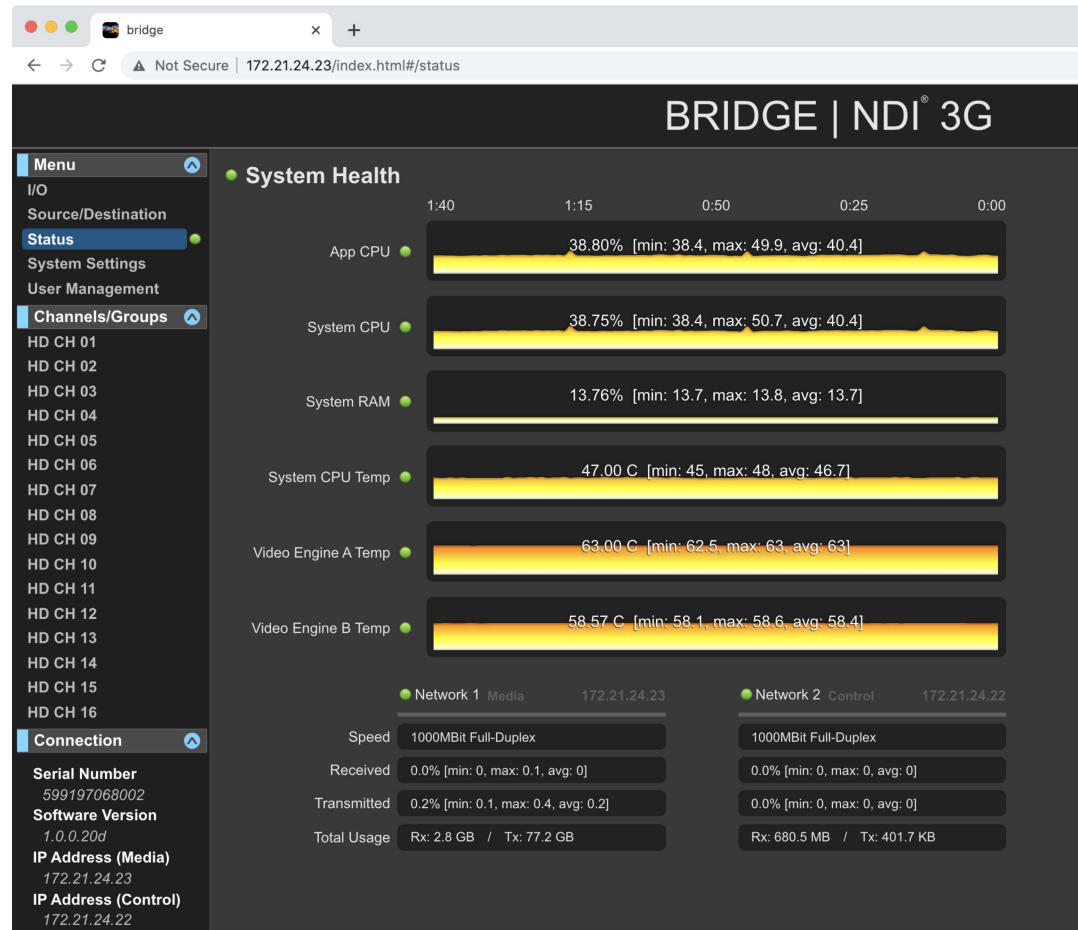 bridge
Not Secure | 172.21.24.23/index.html#/status
BRIDGE | NDI® 3G
Menu
I/O
Source/Destination
Status
System Settings
User Management
Channels/Groups
HD CH 01
HD CH 02
HD CH 03
HD CH 04
HD CH 05
HD CH 06
HD CH 07
HD CH 08
HD CH 09
HD CH 10
HD CH 11
HD CH 12
HD CH 13
HD CH 14
HD CH 15
HD CH 16
Connection
Serial Number
599197068002
Software Version
1.0.0.20d
IP Address (Media)
172.21.24.23
IP Address (Control)
172.21.24.22
System Health
1:40 1:15 0:50 0:25 0:00
App CPU 38.80% [min: 38.4, max: 49.9, avg: 40.4]
System CPU 38.75% [min: 38.4, max: 50.7, avg: 40.4]
System RAM 13.76% [min: 13.7, max: 13.8, avg: 13.7]
System CPU Temp 47.00 C [min: 45, max: 48, avg: 46.7]
Video Engine A Temp 63.00 C [min: 62.5, max: 63, avg: 63]
Video Engine B Temp 58.57 C [min: 58.1, max: 58.6, avg: 58.4]
Network 1 Media 172.21.24.23 Network 2 Control 172.21.24.22
Speed 1000MBit Full-Duplex 1000MBit Full-Duplex
Received 0.0% [min: 0, max: 0.1, avg: 0] 0.0% [min: 0, max: 0, avg: 0]
Transmitted 0.2% [min: 0.1, max: 0.4, avg: 0.2] 0.0% [min: 0, max: 0, avg: 0]
Total Usage Rx: 2.8 GB / Tx: 77.2 GB Rx: 680.5 MB / Tx: 401.7 KB